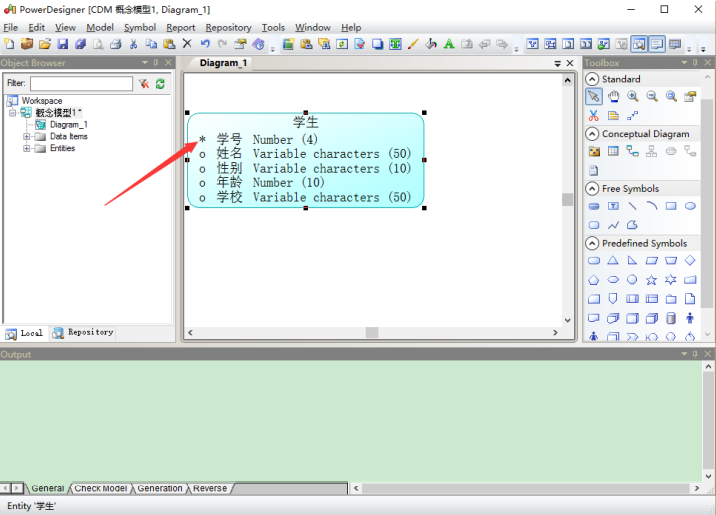 PowerDesigner [CDM 概念模型1, Diagram_1]
File Edit View Model Symbol Report Repository Tools Window Help
Object Browser
Filter:
Workspace
概念模型1 *
Diagram_1
Data Items
Entities
Local Repository
Diagram_1
学生
* 学号 Number (4)
o 姓名 Variable characters (50)
o 性别 Variable characters (10)
o 年龄 Number (10)
o 学校 Variable characters (50)
Toolbox
Standard
Conceptual Diagram
Free Symbols
Predefined Symbols
Output
General Check Model Generation Reverse
Entity '学生'